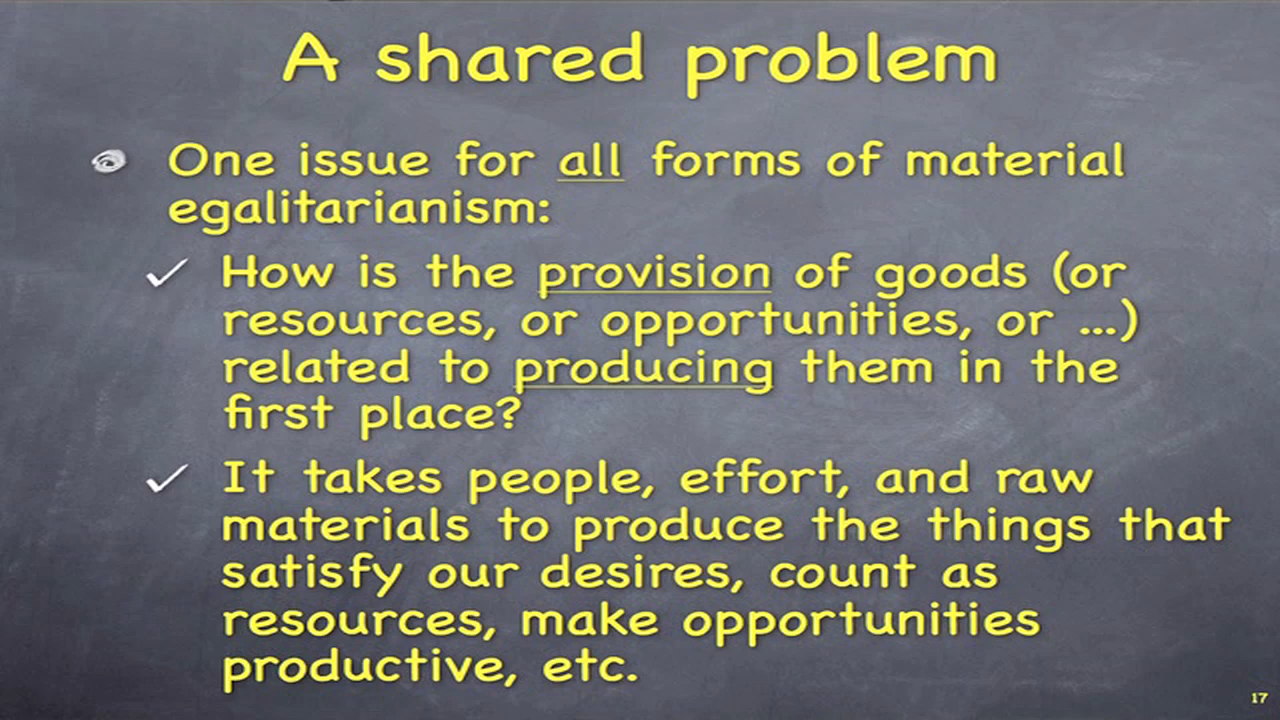 A shared problem
One issue for all forms of material
egalitarianism:
How is the provision of goods (or
resources, or opportunities, or ...)
related to producing them in the
first place?
It takes people, effort, and raw
materials to produce the things that
satisfy our desires, count as
resources, make opportunities
productive, etc.
17